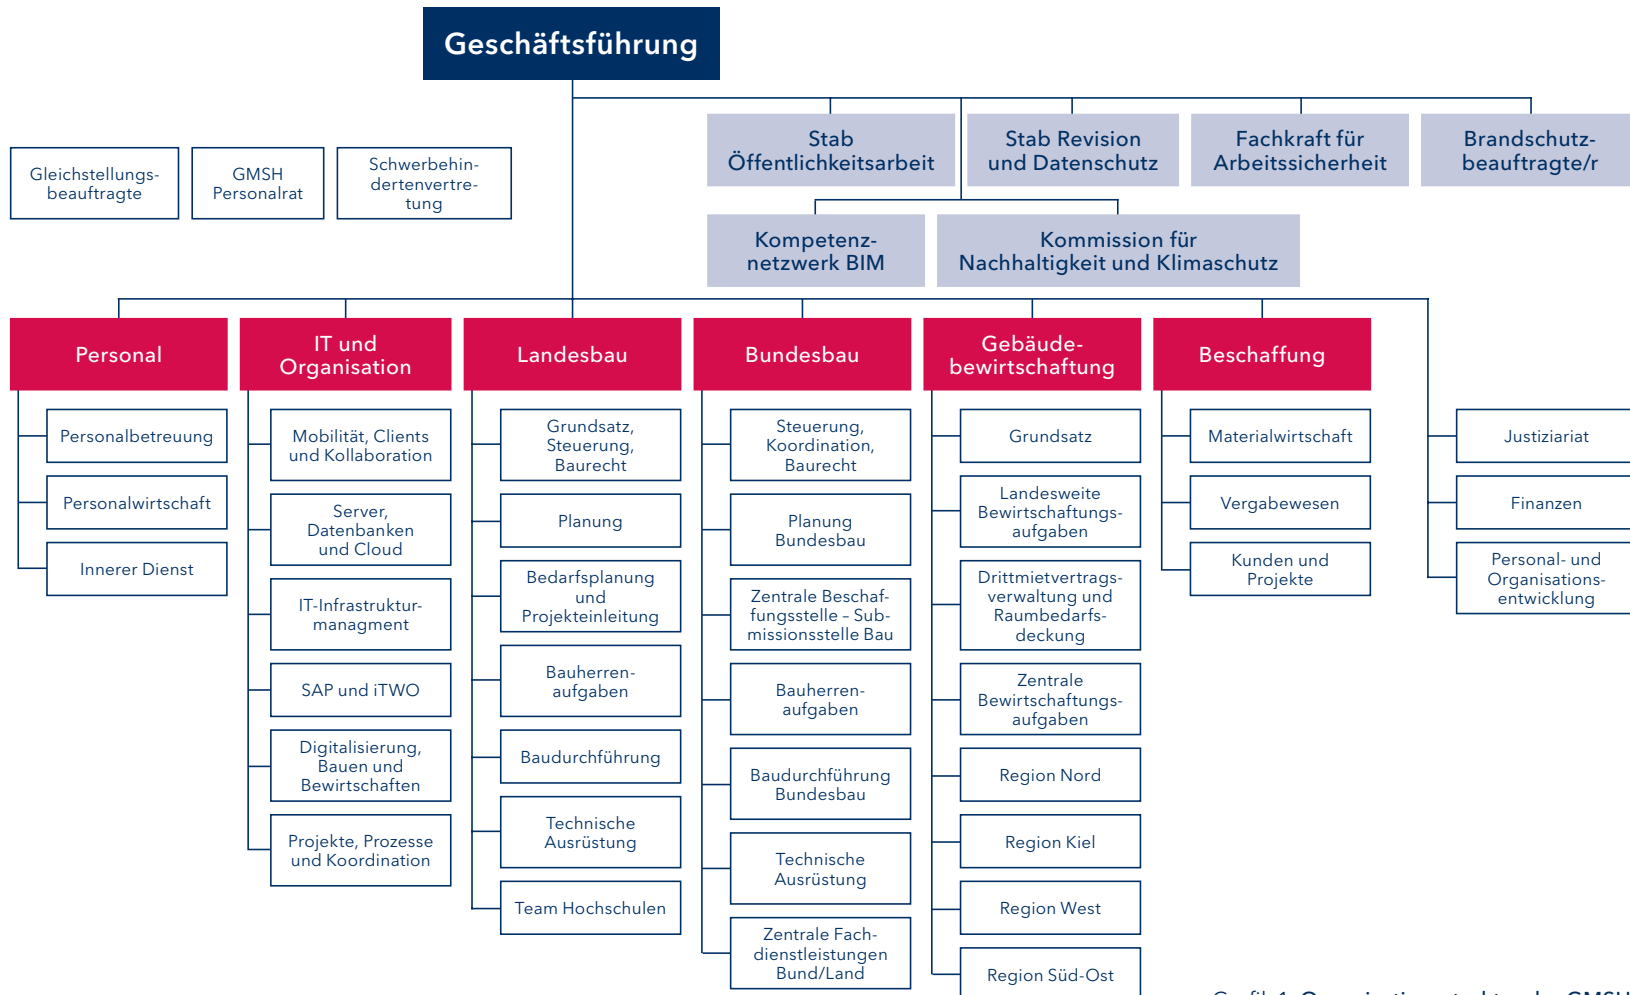 Geschäftsführung
Stab
Öffentlichkeitsarbeit
Stab Revision
und Datenschutz
Fachkraft für
Arbeitssicherheit
Brandschutz-
beauftragte/r
Gleichstellungs-
beauftragte
GMSH
Personalrat
Schwerbehin-
dertenvertre-
tung
Kompetenz-
netzwerk BIM
Kommission für
Nachhaltigkeit und Klimaschutz
Personal
Personalbetreuung
Personalwirtschaft
Innerer Dienst
IT und
Organisation
Mobilität, Clients
und Kollaboration
Server,
Datenbanken
und Cloud
IT-Infrastruktur-
managment
SAP und iTWO
Digitalisierung,
Bauen und
Bewirtschaften
Projekte, Prozesse
und Koordination
Landesbau
Grundsatz,
Steuerung,
Baurecht
Planung
Bedarfsplanung
und
Projekteinleitung
Bauherren-
aufgaben
Baudurchführung
Technische
Ausrüstung
Team Hochschulen
Bundesbau
Steuerung,
Koordination,
Baurecht
Planung
Bundesbau
Zentrale Beschaf-
fungsstelle – Sub-
missionsstelle Bau
Bauherren-
aufgaben
Baudurchführung
Bundesbau
Technische
Ausrüstung
Zentrale Fach-
dienstleistungen
Bund/Land
Gebäude-
bewirtschaftung
Grundsatz
Landesweite
Bewirtschaftungs-
aufgaben
Drittmietvertrags-
verwaltung und
Raumbedarfs-
deckung
Zentrale
Bewirtschaftungs-
aufgaben
Region Nord
Region Kiel
Region West
Region Süd-Ost
Beschaffung
Materialwirtschaft
Vergabewesen
Kunden und
Projekte
Justiziariat
Finanzen
Personal- und
Organisations-
entwicklung
Grafik 1: Organisationsstruktur der GMSH